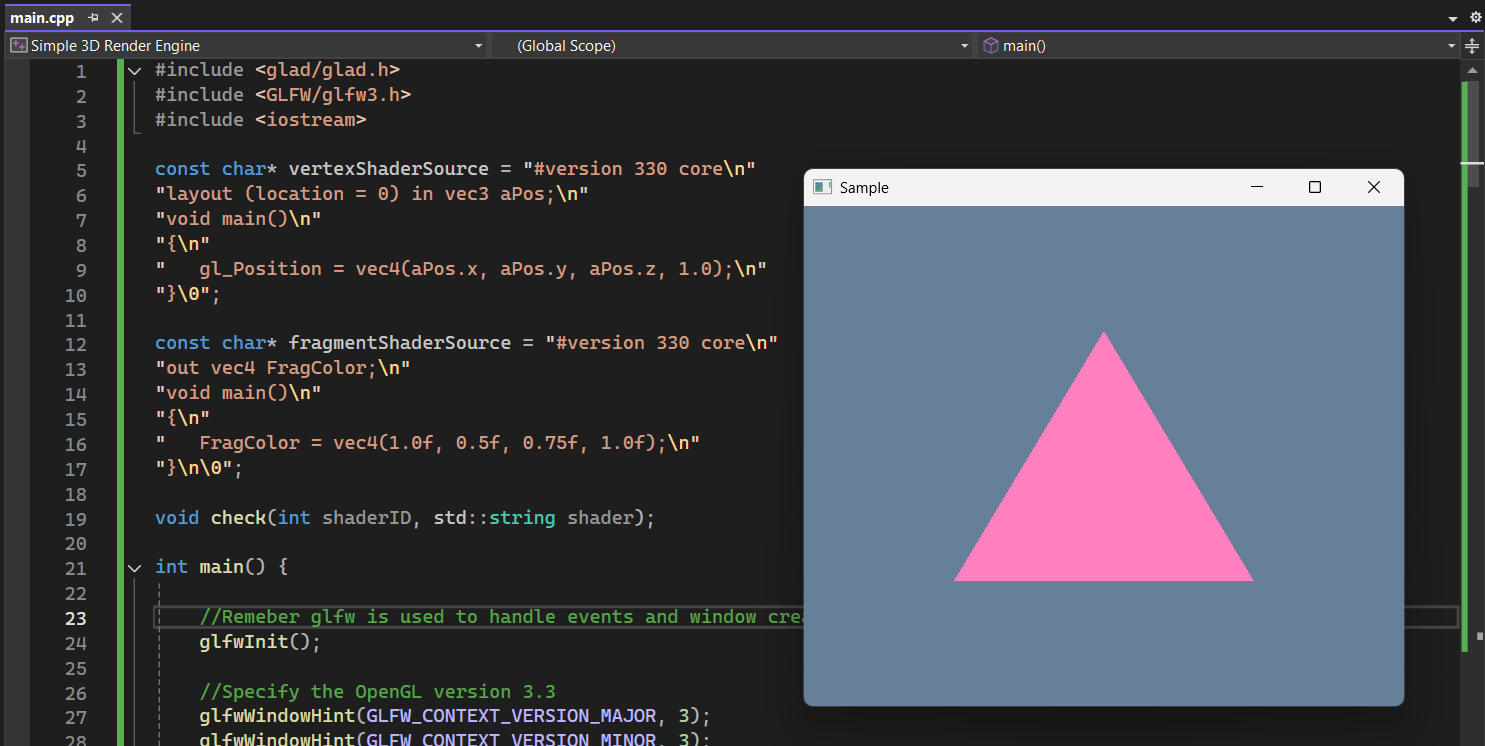 main.cpp
Simple 3D Render Engine (Global Scope) main()
1 #include <glad/glad.h>
2 #include <GLFW/glfw3.h>
3 #include <iostream>
4
5 const char* vertexShaderSource = "#version 330 core\n"
6 "layout (location = 0) in vec3 aPos;\n"
7 "void main()\n"
8 "{\n"
9 "   gl_Position = vec4(aPos.x, aPos.y, aPos.z, 1.0);\n"
10 "}\0";
11
12 const char* fragmentShaderSource = "#version 330 core\n"
13 "out vec4 FragColor;\n"
14 "void main()\n"
15 "{\n"
16 "   FragColor = vec4(1.0f, 0.5f, 0.75f, 1.0f);\n"
17 "}\n\0";
18
19 void check(int shaderID, std::string shader);
20
21 int main() {
22
23 //Remeber glfw is used to handle events and window crea
24 glfwInit();
25
26 //Specify the OpenGL version 3.3
27 glfwWindowHint(GLFW_CONTEXT_VERSION_MAJOR, 3);
28 glfwWindowHint(GLFW_CONTEXT_VERSION_MINOR, 3);
Sample